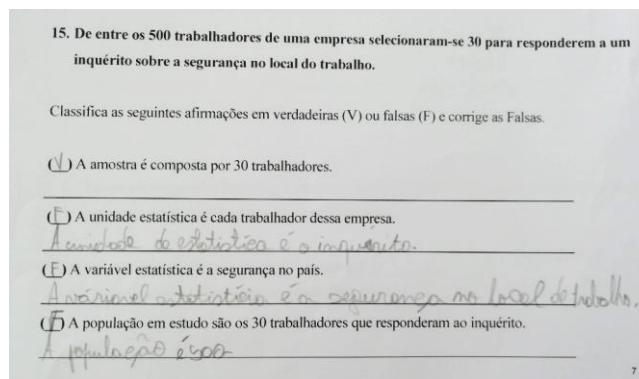 15. De entre os 500 trabalhadores de uma empresa selecionaram-se 30 para responderem a um
inquérito sobre a segurança no local do trabalho.
Classifica as seguintes afirmações em verdadeiras (V) ou falsas (F) e corrige as Falsas.
(V) A amostra é composta por 30 trabalhadores.
(F) A unidade estatística é cada trabalhador dessa empresa.
A unidade de estatistica é o inquérito.
(F) A variável estatística é a segurança no país.
A várional estatistícia é a segurança no local de trabalho.
(F) A população em estudo são os 30 trabalhadores que responderam ao inquérito.
A população é 500
7